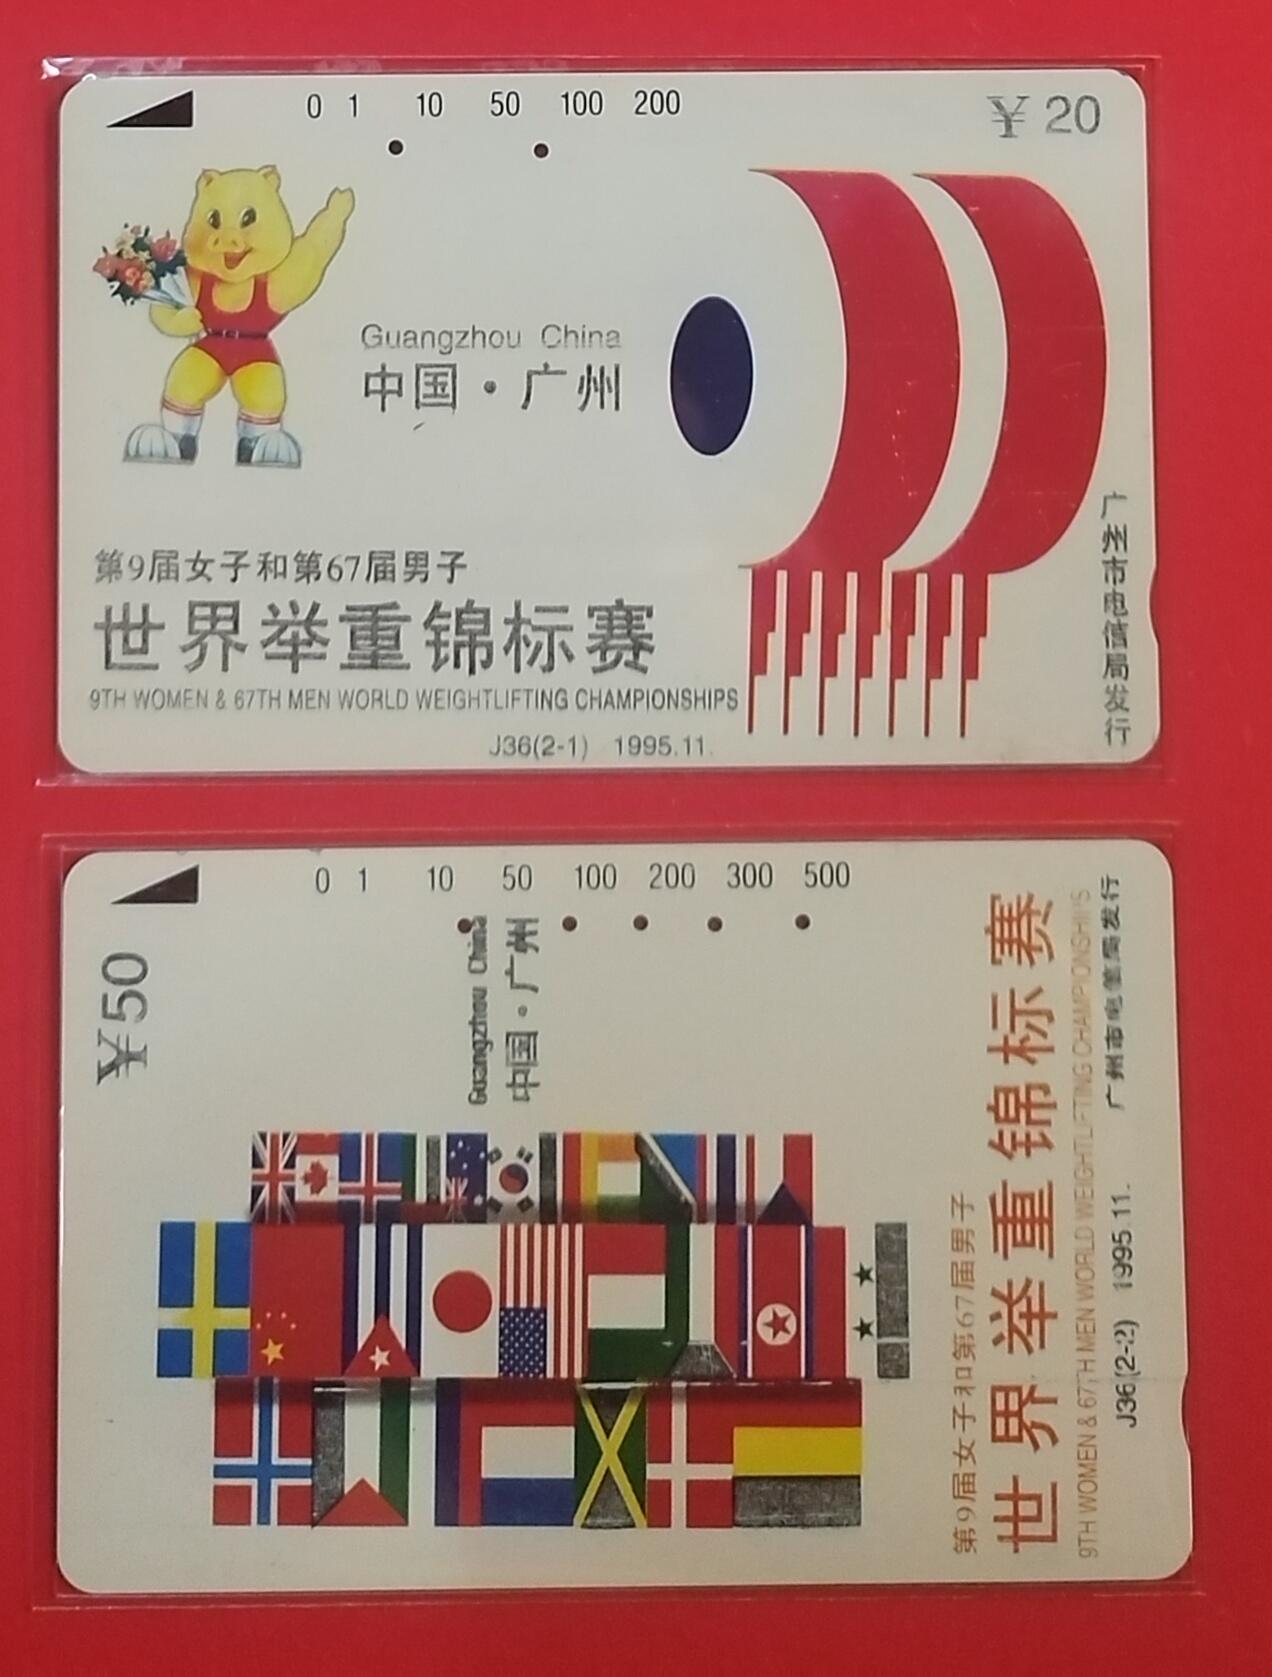 0 1 10 50 100 200
¥20
Guangzhou China
中国·广州
第9届女子和第67届男子
世界举重锦标赛
9TH WOMEN & 67TH MEN WORLD WEIGHTLIFTING CHAMPIONSHIPS
J36(2-1) 1995.11.
广州市电信局发行
0 1 10 50 100 200 300 500
¥50
Guangzhou China
中国·广州
第9届女子和第67届男子
世界举重锦标赛
9TH WOMEN & 67TH MEN WORLD WEIGHTLIFTING CHAMPIONSHIPS
J36(2-2) 1995.11. 广州市电信局发行